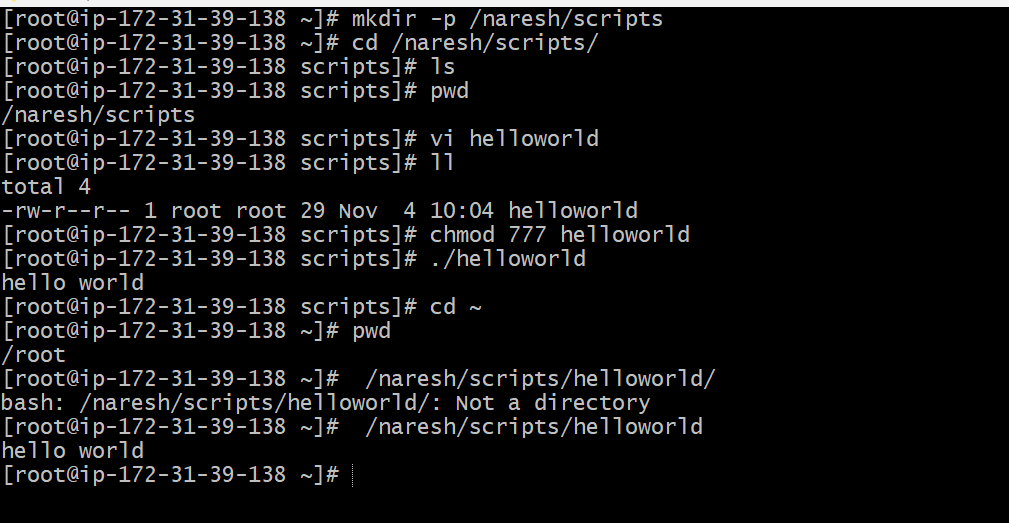 [root@ip-172-31-39-138 ~]# mkdir -p /naresh/scripts
[root@ip-172-31-39-138 ~]# cd /naresh/scripts/
[root@ip-172-31-39-138 scripts]# ls
[root@ip-172-31-39-138 scripts]# pwd
/naresh/scripts
[root@ip-172-31-39-138 scripts]# vi helloworld
[root@ip-172-31-39-138 scripts]# ll
total 4
-rw-r--r-- 1 root root 29 Nov  4 10:04 helloworld
[root@ip-172-31-39-138 scripts]# chmod 777 helloworld
[root@ip-172-31-39-138 scripts]# ./helloworld
hello world
[root@ip-172-31-39-138 scripts]# cd ~
[root@ip-172-31-39-138 ~]# pwd
/root
[root@ip-172-31-39-138 ~]#  /naresh/scripts/helloworld/
bash: /naresh/scripts/helloworld/: Not a directory
[root@ip-172-31-39-138 ~]#  /naresh/scripts/helloworld
hello world
[root@ip-172-31-39-138 ~]#